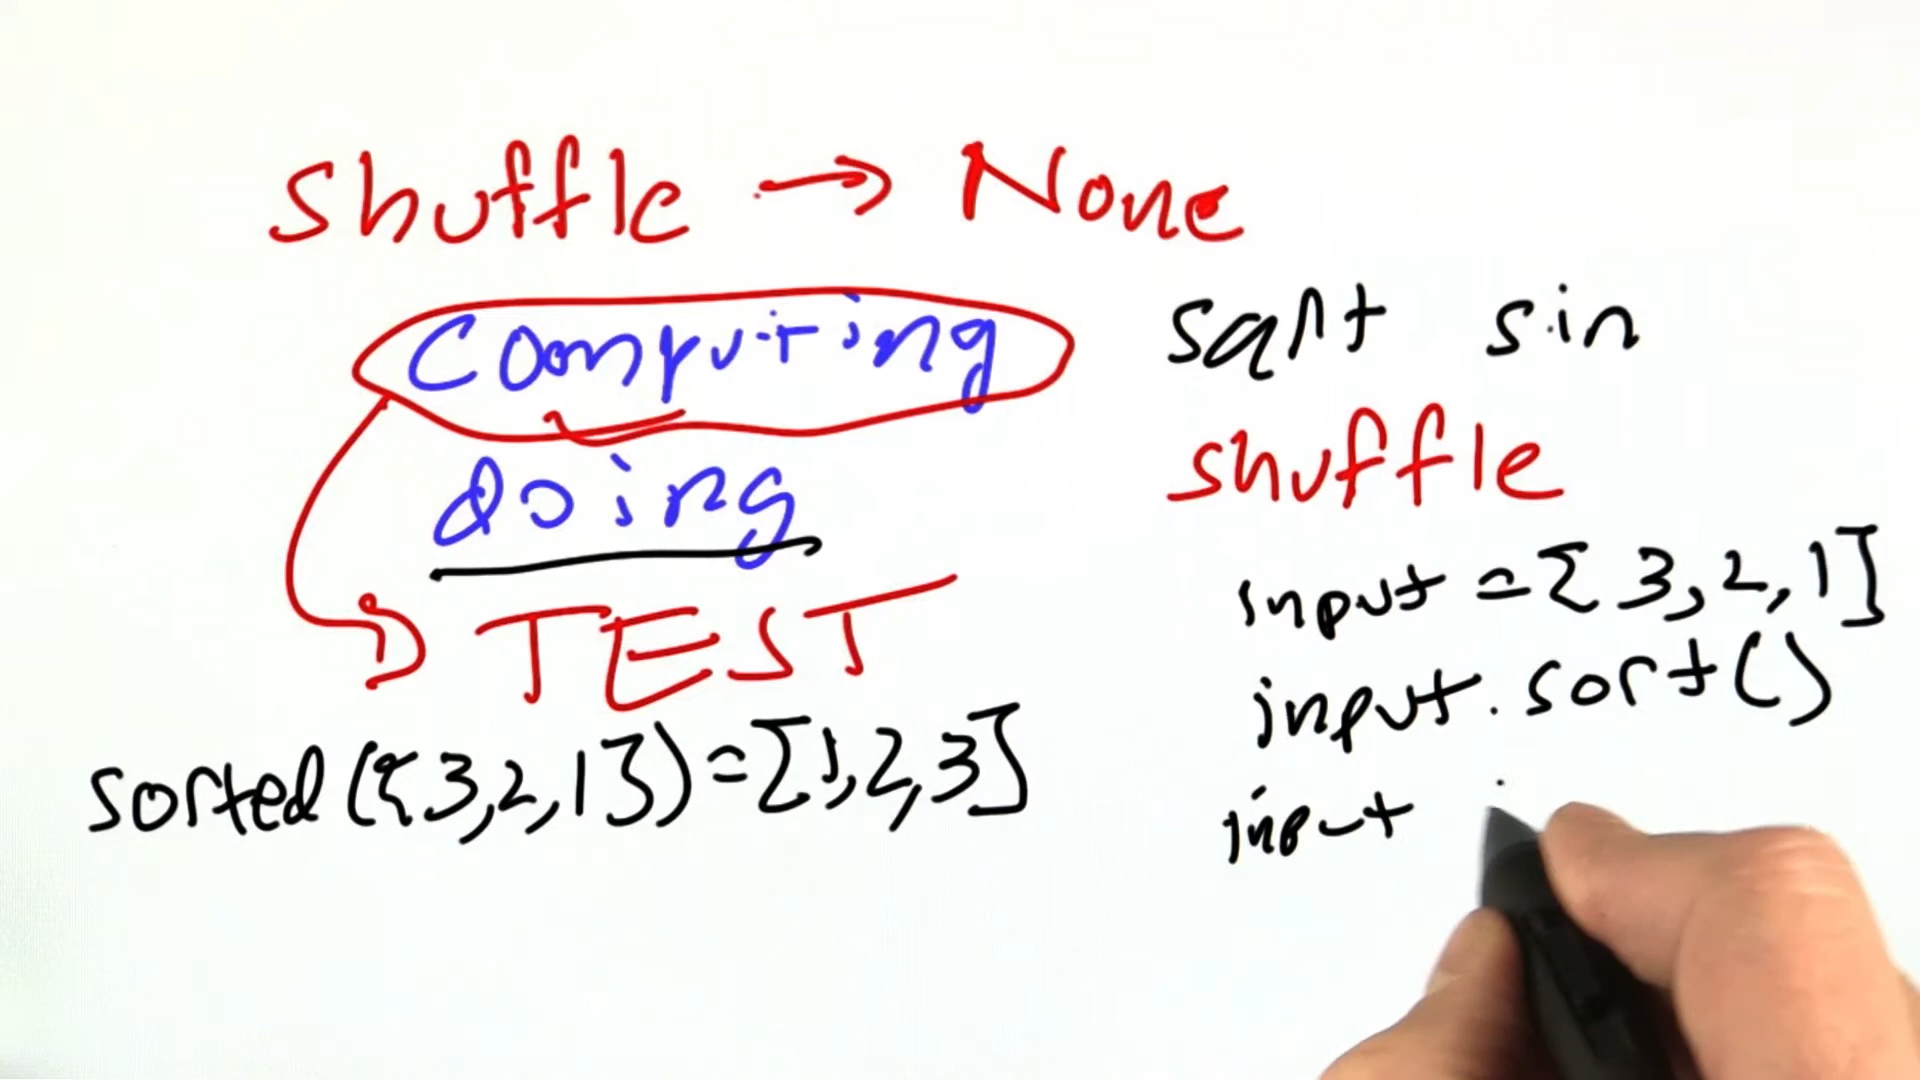 shuffle → None
computing
doing
TEST
sorted([3,2,1])=[1,2,3]
sqrt sin
shuffle
input = [3,2,1]
input.sort()
input